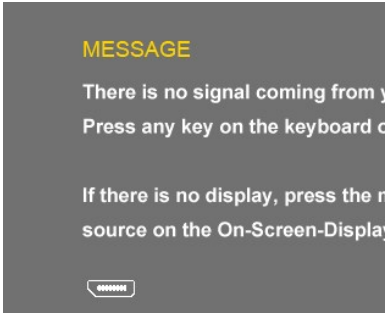 MESSAGE
There is no signal coming from
Press any key on the keyboard
If there is no display, press the
source on the On-Screen-Display